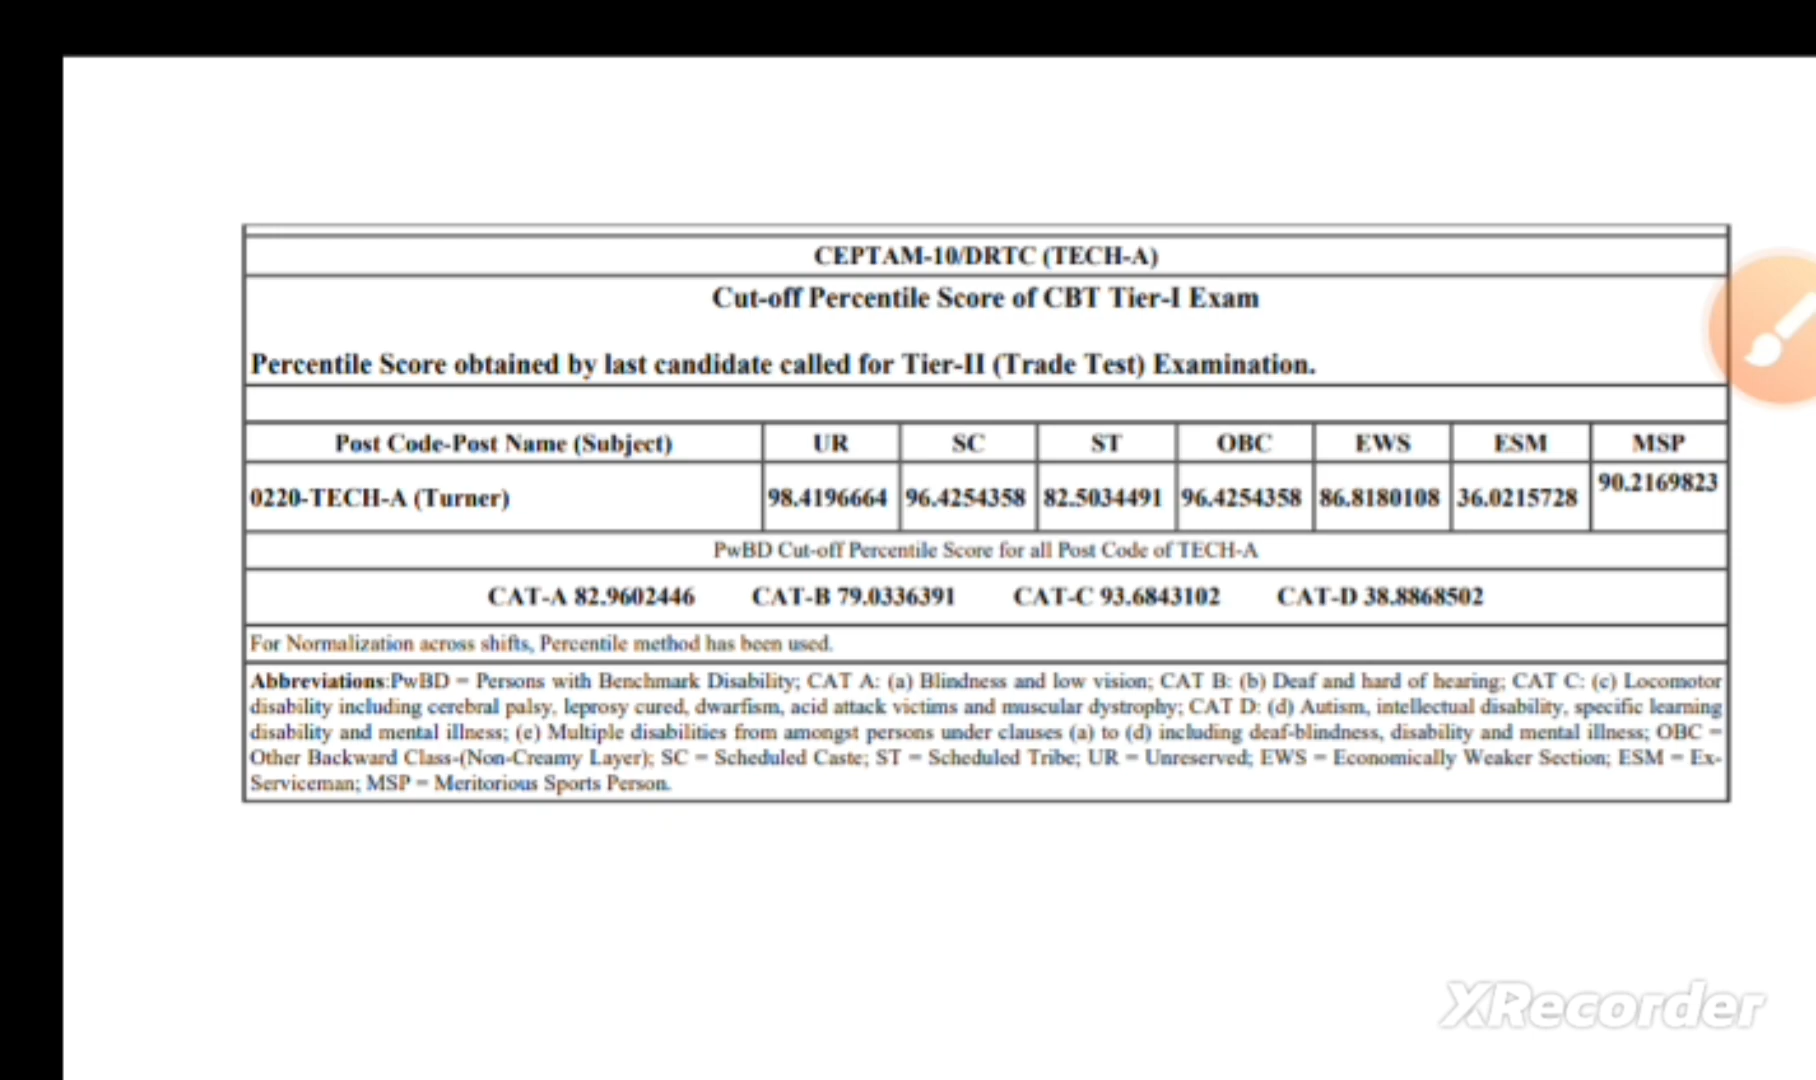 CEPTAM-10/DRTC (TECH-A)
Cut-off Percentile Score of CBT Tier-I Exam
Percentile Score obtained by last candidate called for Tier-II (Trade Test) Examination.
Post Code-Post Name (Subject) UR SC ST OBC EWS ESM MSP
0220-TECH-A (Turner) 98.4196664 96.4254358 82.5034491 96.4254358 86.8180108 36.0215728 90.2169823
PwBD Cut-off Percentile Score for all Post Code of TECH-A
CAT-A 82.9602446 CAT-B 79.0336391 CAT-C 93.6843102 CAT-D 38.8868502
For Normalization across shifts, Percentile method has been used.
Abbreviations:PwBD = Persons with Benchmark Disability; CAT A: (a) Blindness and low vision; CAT B: (b) Deaf and hard of hearing; CAT C: (c) Locomotor
disability including cerebral palsy, leprosy cured, dwarfism, acid attack victims and muscular dystrophy; CAT D: (d) Autism, intellectual disability, specific learning
disability and mental illness; (e) Multiple disabilities from amongst persons under clauses (a) to (d) including deaf-blindness, disability and mental illness; OBC =
Other Backward Class-(Non-Creamy Layer); SC = Scheduled Caste; ST = Scheduled Tribe; UR = Unreserved; EWS = Economically Weaker Section; ESM = Ex-
Serviceman; MSP = Meritorious Sports Person.
XRecorder